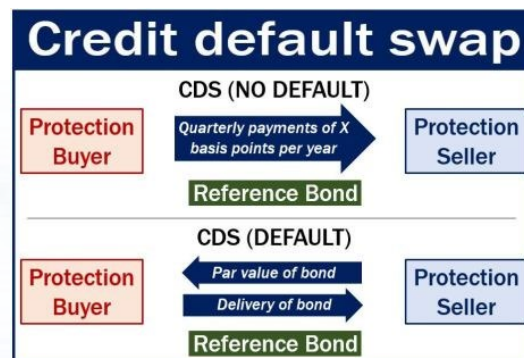 Credit default swap
CDS (NO DEFAULT)
Protection
Buyer
Quarterly payments of X
basis points per year
Protection
Seller
Reference Bond
CDS (DEFAULT)
Protection
Buyer
Par value of bond
Delivery of bond
Protection
Seller
Reference Bond